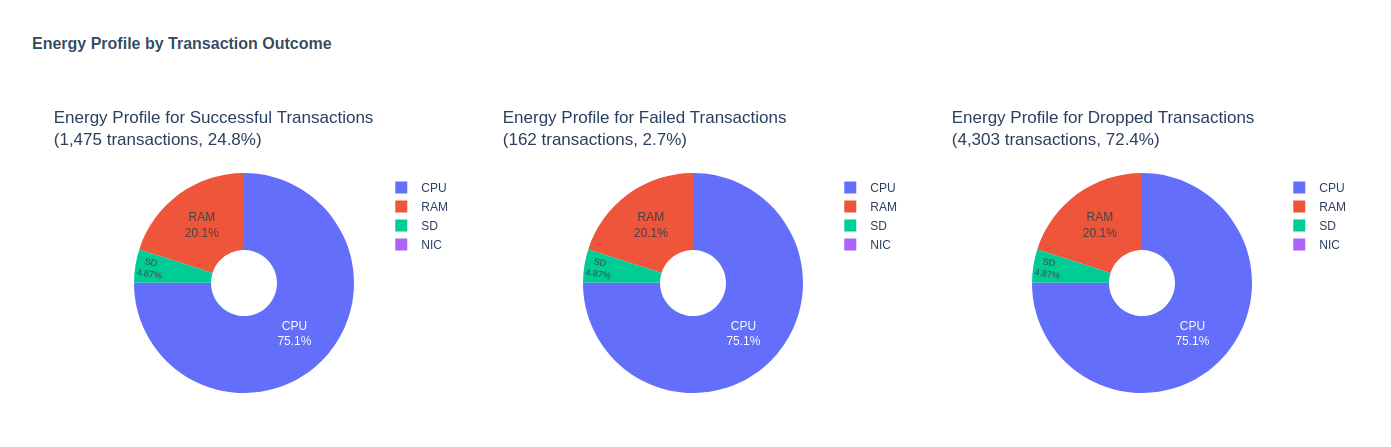 Energy Profile by Transaction Outcome
Energy Profile for Successful Transactions
(1,475 transactions, 24.8%)
RAM
20.1%
SD
4.87%
CPU
75.1%
CPU
RAM
SD
NIC
Energy Profile for Failed Transactions
(162 transactions, 2.7%)
RAM
20.1%
SD
4.87%
CPU
75.1%
CPU
RAM
SD
NIC
Energy Profile for Dropped Transactions
(4,303 transactions, 72.4%)
RAM
20.1%
SD
4.87%
CPU
75.1%
CPU
RAM
SD
NIC